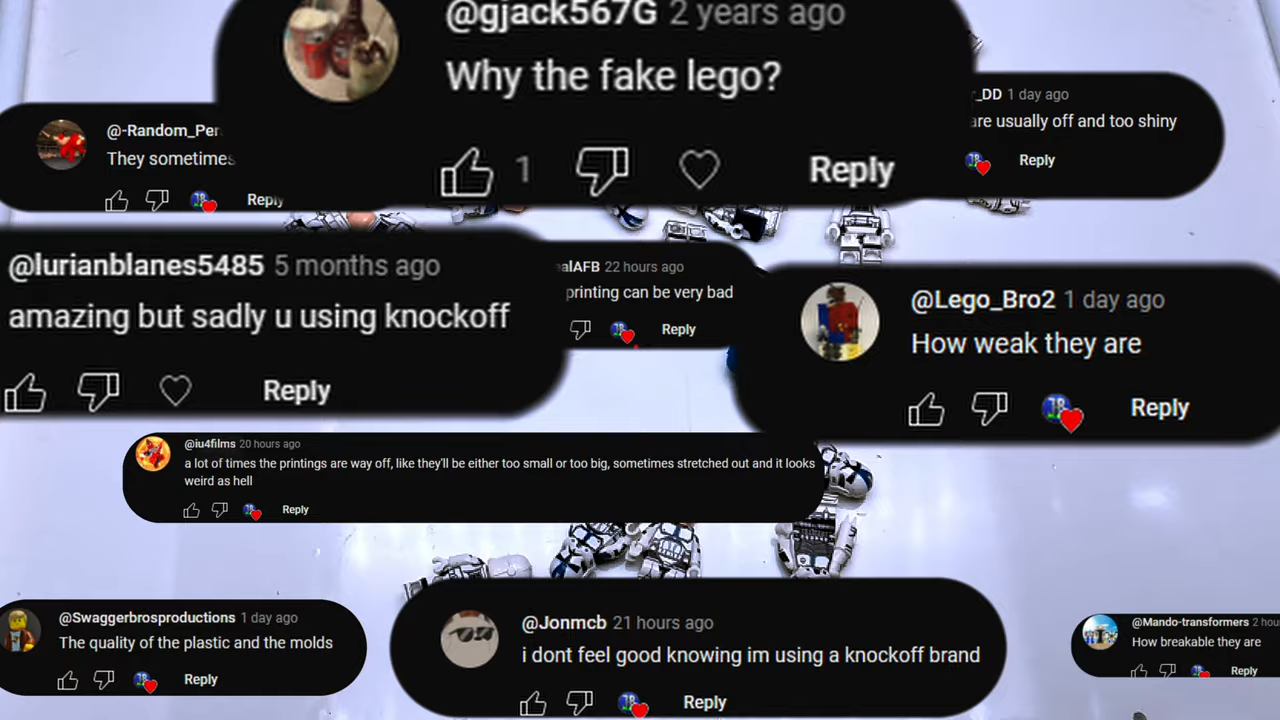 @gjack567G 2 years ago
Why the fake lego?
1 Reply
_DD 1 day ago
are usually off and too shiny
Reply
@-Random_Per
They sometimes
Reply
@lurianblanes5485 5 months ago
amazing but sadly u using knockoff
Reply
alAFB 22 hours ago
printing can be very bad
Reply
@Lego_Bro2 1 day ago
How weak they are
Reply
@iu4films 20 hours ago
a lot of times the printings are way off, like they'll be either too small or too big, sometimes stretched out and it looks
weird as hell
Reply
@Swaggerbrosproductions 1 day ago
The quality of the plastic and the molds
Reply
@Jonmcb 21 hours ago
i dont feel good knowing im using a knockoff brand
Reply
@Mando-transformers 2 hou
How breakable they are
Reply